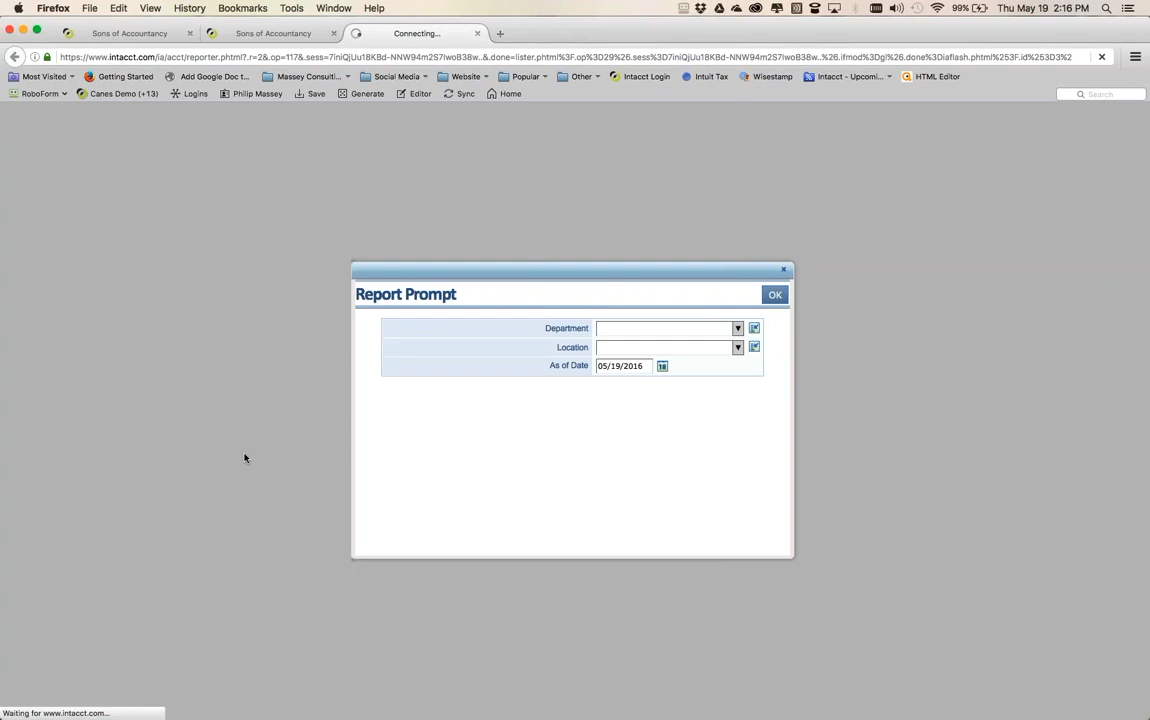 Firefox File Edit View History Bookmarks Tools Window Help 99% Thu May 19 2:16 PM
Sons of Accountancy Sons of Accountancy Connecting...
https://www.intacct.com/ia/acct/reporter.phtml?.r=2&.op=117&.sess=7iniQjUu18KBd-NNW94m2S7iwoB38w..&.done=lister.phtml%3F.op%3D29%26.sess%3D7iniQjUu18KBd-NNW94m2S7iwoB38w..%26.ifmod%3Dgl%26.done%3Diaflash.phtml%253F.id%253D3%2
Most Visited Getting Started Add Google Doc t... Massey Consulti... Social Media Website Popular Other Intacct Login Intuit Tax Wisestamp Intacct - Upcomi... HTML Editor
RoboForm Canes Demo (+13) Logins Philip Massey Save Generate Editor Sync Home Search
Report Prompt OK
Department
Location
As of Date 05/19/2016 18
Waiting for www.intacct.com...